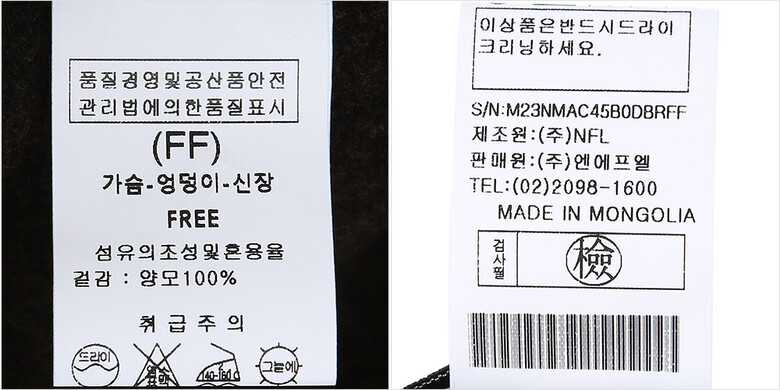 품질경영및공산품안전
관리법에의한품질표시
(FF)
가슴-엉덩이-신장
FREE
섬유의조성및혼용율
겉감 : 양모100%
취급주의
드라이
140-160℃
그늘에
이상품은반드시드라이
크리닝하세요.
S/N:M23NMAC45B0DBRFF
제조원:(주)NFL
판매원:(주)엔에프엘
TEL:(02)2098-1600
MADE IN MONGOLIA
검사필
檢